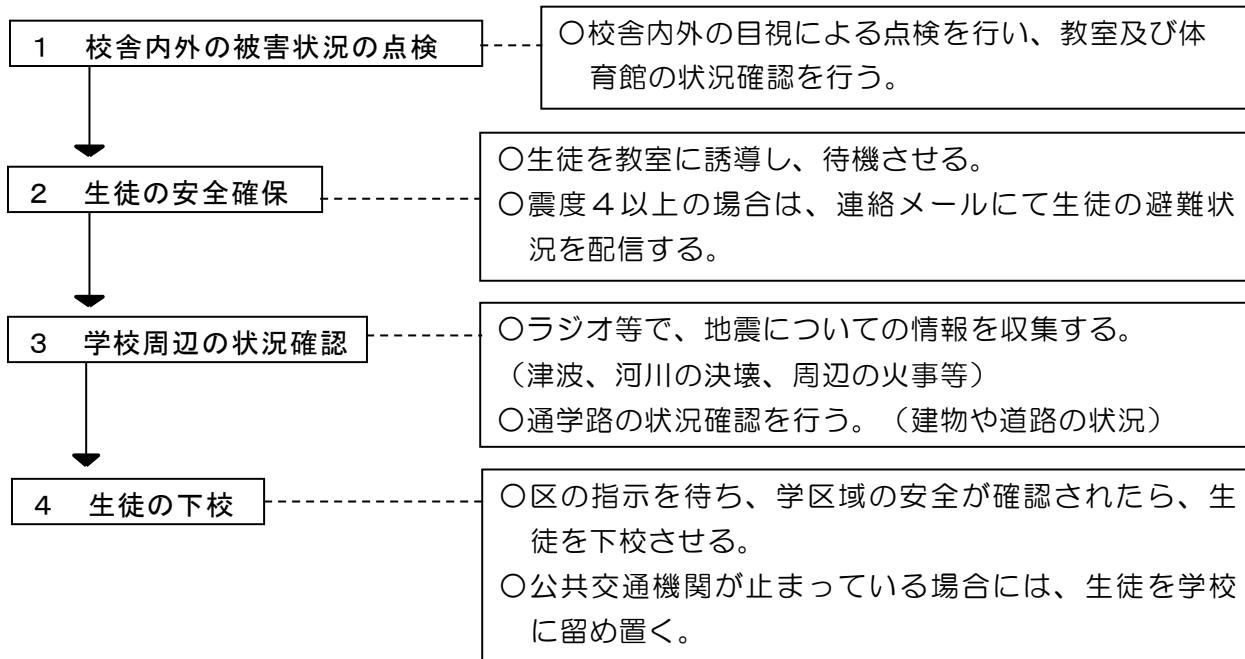 １　校舎内外の被害状況の点検
〇校舎内外の目視による点検を行い、教室及び体
育館の状況確認を行う。
２　生徒の安全確保
〇生徒を教室に誘導し、待機させる。
〇震度４以上の場合は、連絡メールにて生徒の避難状
況を配信する。
３　学校周辺の状況確認
〇ラジオ等で、地震についての情報を収集する。
（津波、河川の決壊、周辺の火事等）
〇通学路の状況確認を行う。（建物や道路の状況）
４　生徒の下校
〇区の指示を待ち、学区域の安全が確認されたら、生
徒を下校させる。
〇公共交通機関が止まっている場合には、生徒を学校
に留め置く。